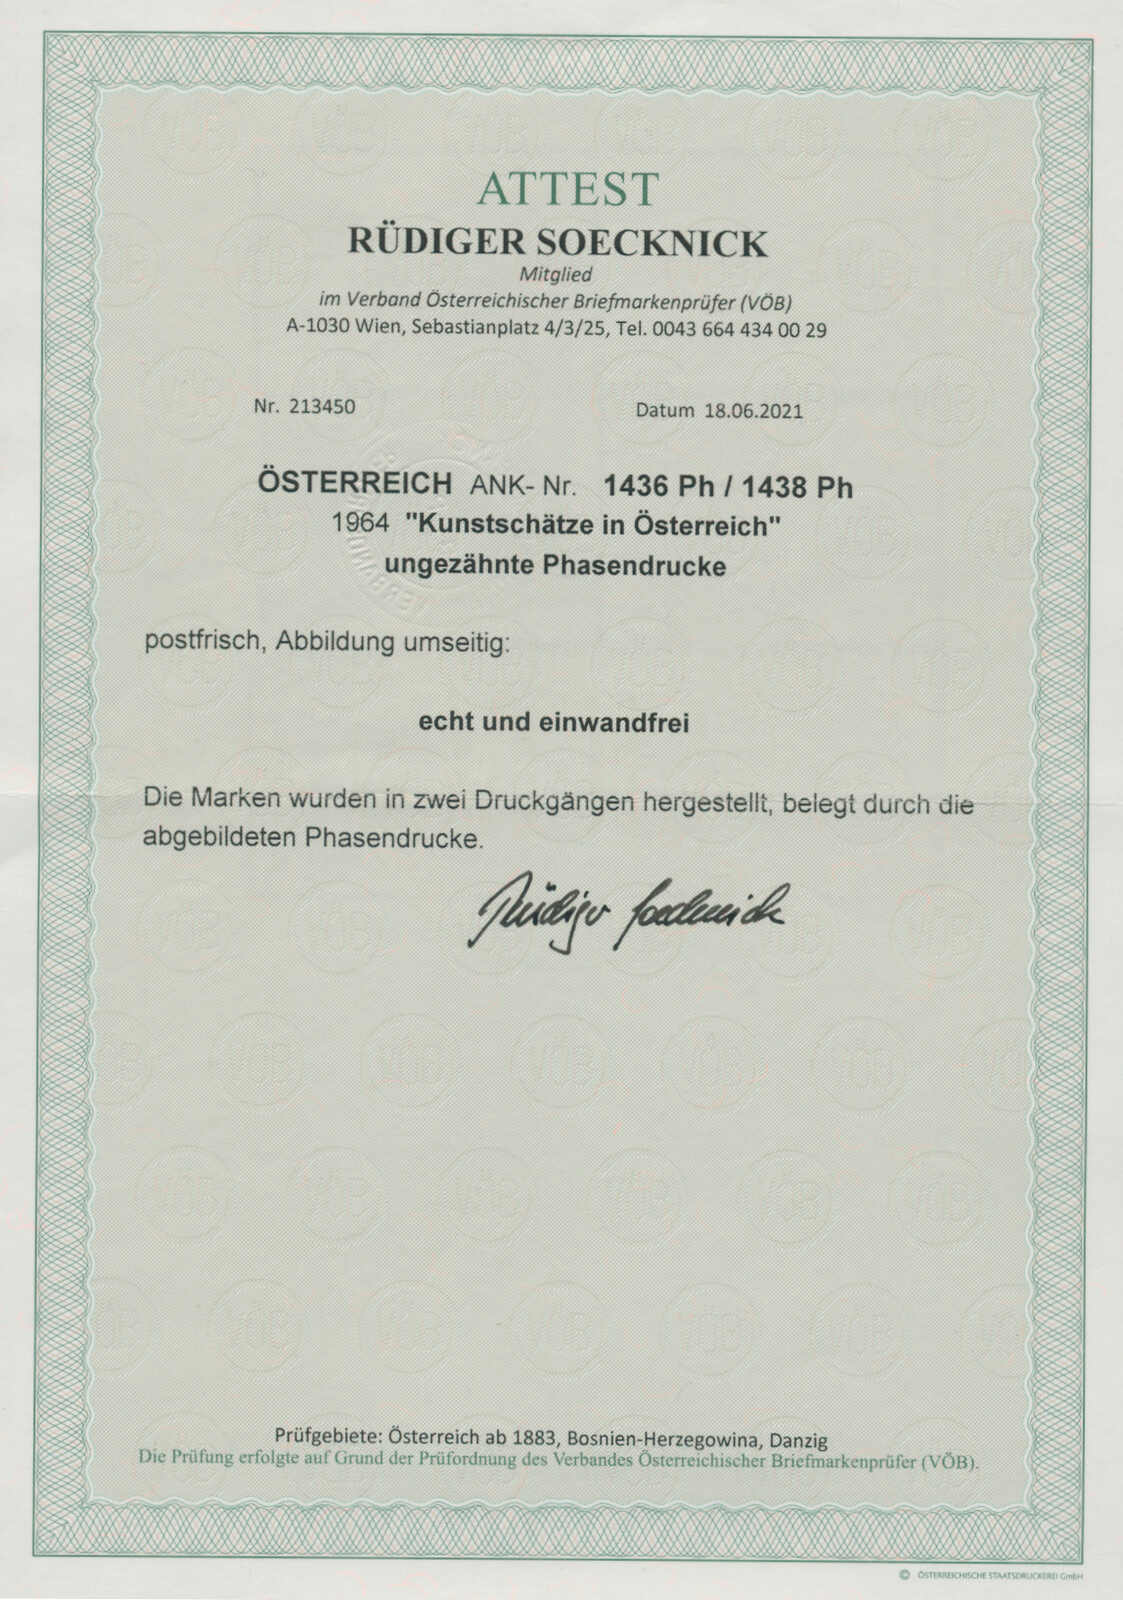 ATTEST
RÜDIGER SOECKNICK
Mitglied
im Verband Österreichischer Briefmarkenprüfer (VÖB)
A-1030 Wien, Sebastianplatz 4/3/25, Tel. 0043 664 434 00 29
Nr. 213450 Datum 18.06.2021
ÖSTERREICH ANK- Nr. 1436 Ph / 1438 Ph
1964 "Kunstschätze in Österreich"
ungezähnte Phasendrucke
postfrisch, Abbildung umseitig:
echt und einwandfrei
Die Marken wurden in zwei Druckgängen hergestellt, belegt durch die
abgebildeten Phasendrucke.
Rüdiger Soecknick
Prüfgebiete: Österreich ab 1883, Bosnien-Herzegowina, Danzig
Die Prüfung erfolgte auf Grund der Prüfordnung des Verbandes Österreichischer Briefmarkenprüfer (VÖB).
© ÖSTERREICHISCHE STAATSDRUCKEREI GmbH